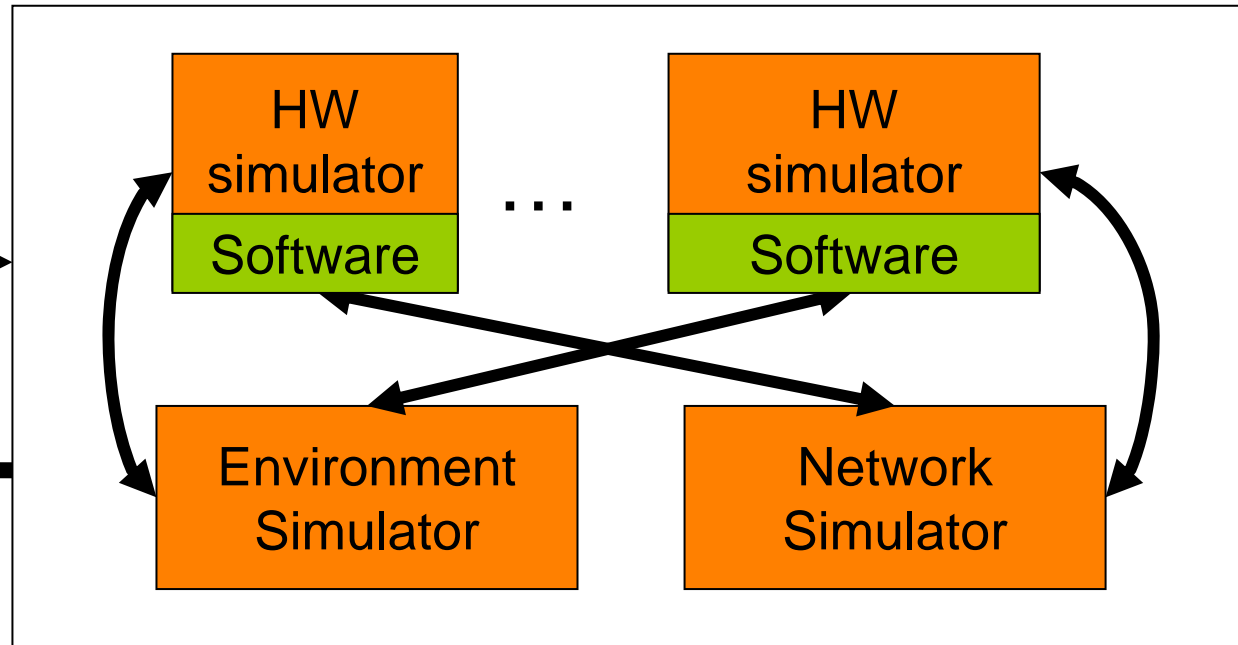 HW
simulator
Software
...
HW
simulator
Software
Environment
Simulator
Network
Simulator